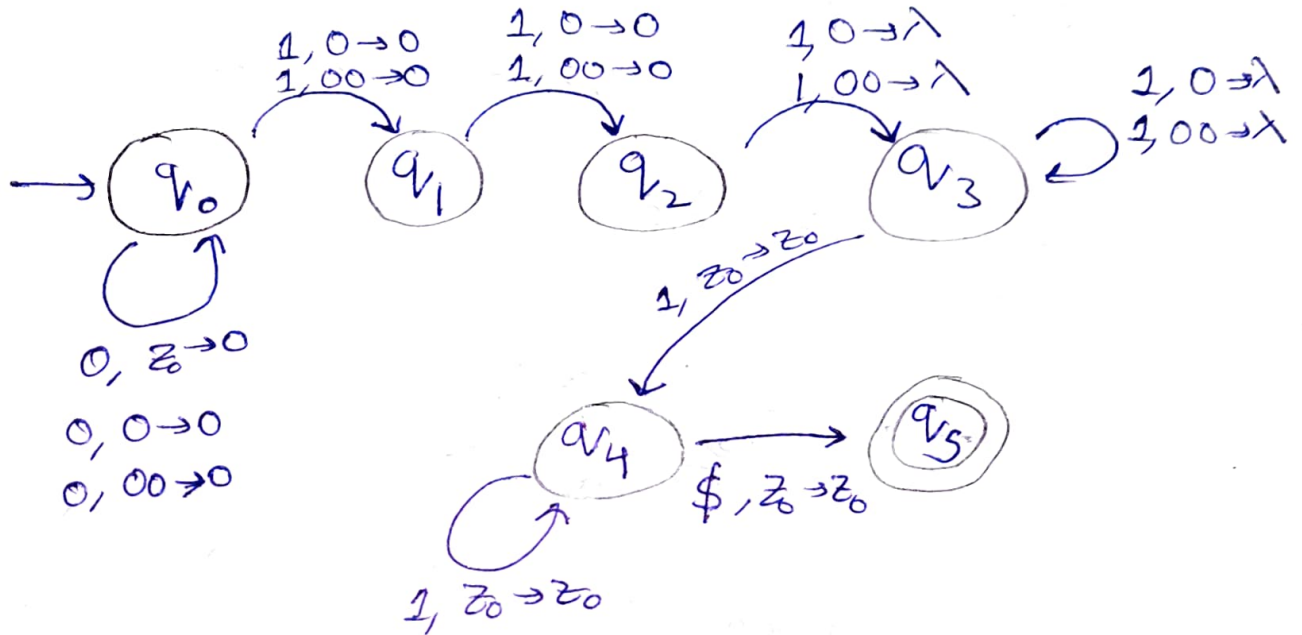 1, 0→0
1, 00→0
1, 0→0
1, 00→0
1, 0→λ
1, 00→λ
1, 0→λ
1, 00→λ
q₀
q₁
q₂
q₃
0, z₀→0
0, 0→0
0, 00→0
1, z₀→z₀
q₄
q₅
$, z₀→z₀
1, z₀→z₀